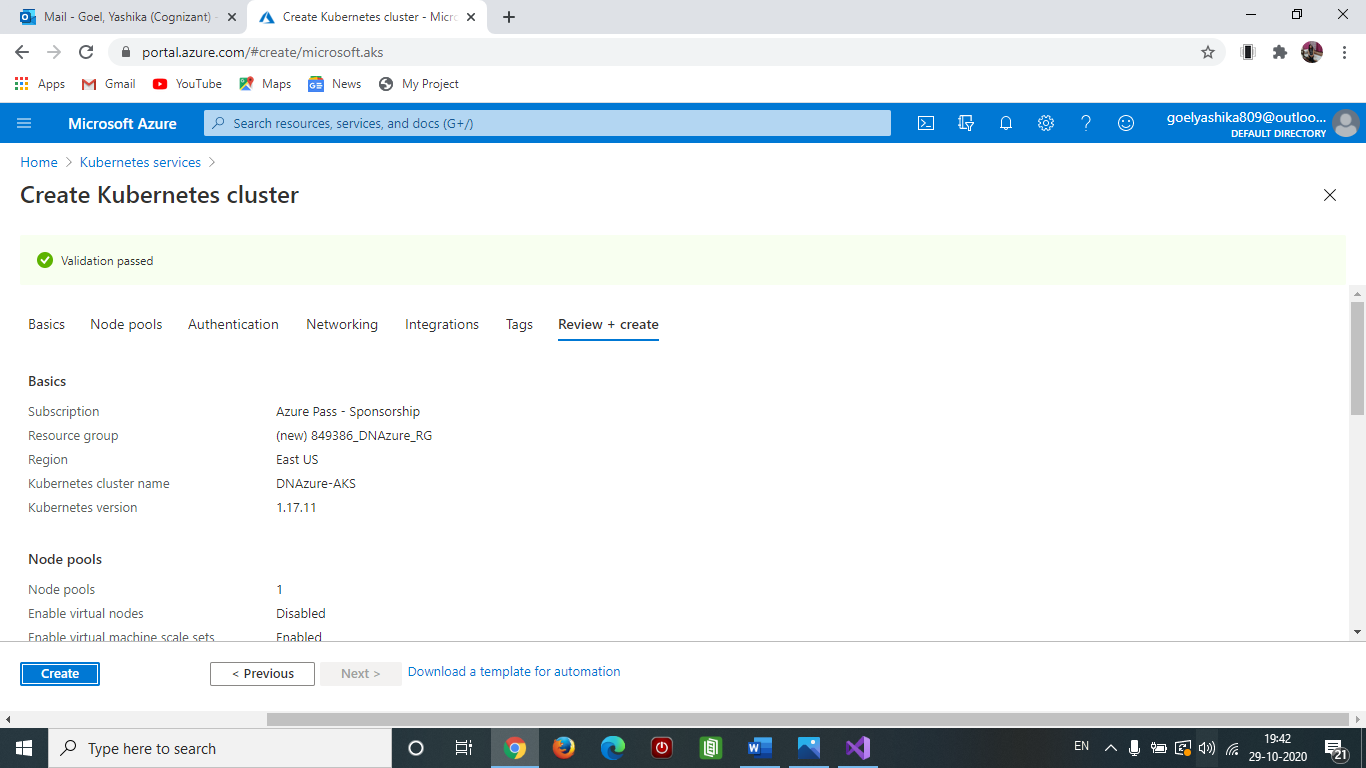 Mail - Goel, Yashika (Cognizant) -
Create Kubernetes cluster - Micro
portal.azure.com/#create/microsoft.aks
Apps Gmail YouTube Maps News My Project
Microsoft Azure
Search resources, services, and docs (G+/)
goelyashika809@outloo...
DEFAULT DIRECTORY
Home > Kubernetes services >
Create Kubernetes cluster
Validation passed
Basics Node pools Authentication Networking Integrations Tags Review + create
Basics
Subscription Azure Pass - Sponsorship
Resource group (new) 849386_DNAzure_RG
Region East US
Kubernetes cluster name DNAzure-AKS
Kubernetes version 1.17.11
Node pools
Node pools 1
Enable virtual nodes Disabled
Enable virtual machine scale sets Enabled
Create < Previous Next > Download a template for automation
Type here to search
EN
19:42
29-10-2020
21